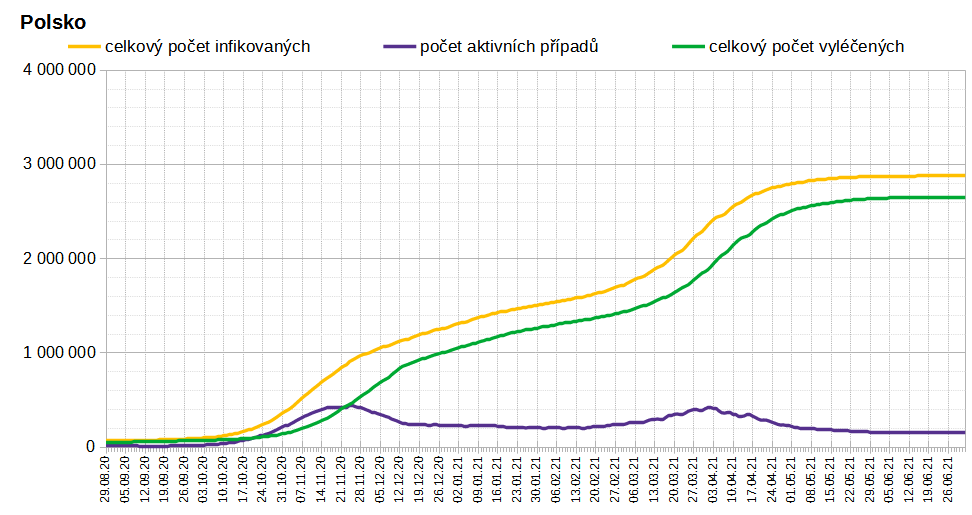 Polsko
celkový počet infikovaných počet aktivních případů celkový počet vyléčených
4 000 000
3 000 000
2 000 000
1 000 000
0
29.08.20 05.09.20 12.09.20 19.09.20 26.09.20 03.10.20 10.10.20 17.10.20 24.10.20 31.10.20 07.11.20 14.11.20 21.11.20 28.11.20 05.12.20 12.12.20 19.12.20 26.12.20 02.01.21 09.01.21 16.01.21 23.01.21 30.01.21 06.02.21 13.02.21 20.02.21 27.02.21 06.03.21 13.03.21 20.03.21 27.03.21 03.04.21 10.04.21 17.04.21 24.04.21 01.05.21 08.05.21 15.05.21 22.05.21 29.05.21 05.06.21 12.06.21 19.06.21 26.06.21